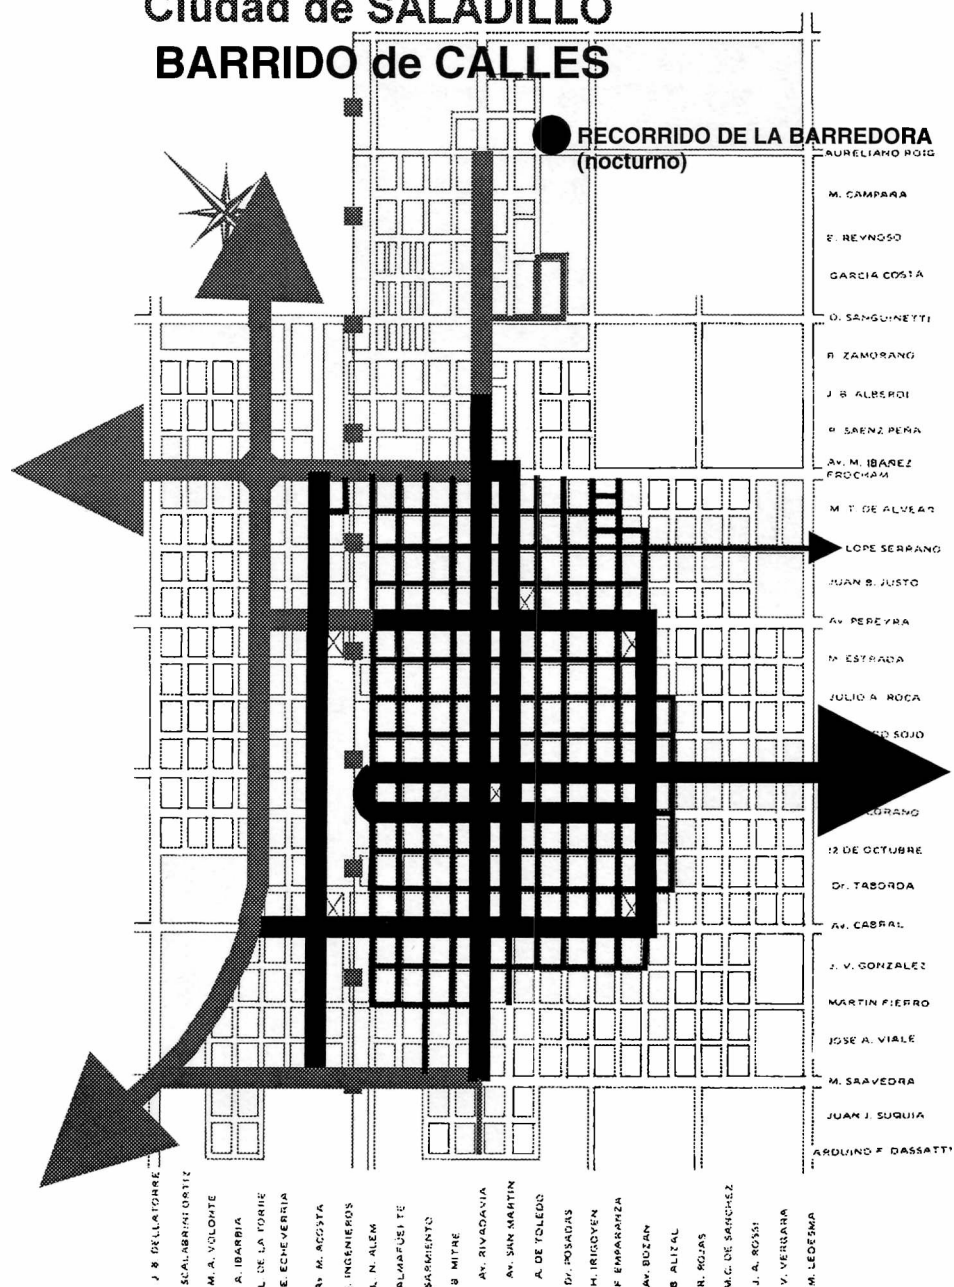 Ciudad de SALADILLO
BARRIDO de CALLES
RECORRIDO DE LA BARREDORA
(nocturno)
AURELIANO ROIG
M. CAMPAÑA
E. REYNOSO
GARCIA COSTA
O. SANGUINETTI
R. ZAMORANO
J. B. ALBERDI
R. SAENZ PEÑA
Av. M. IBAÑEZ
FROCHAM
M. T. DE ALVEAR
LOPE SERRANO
JUAN B. JUSTO
Av. PEREYRA
M. ESTRADA
JULIO A. ROCA
SOJO
12 DE OCTUBRE
Dr. TABORDA
Av. CABRAL
J. V. GONZALEZ
MARTIN FIERRO
JOSE A. VIALE
M. SAAVEDRA
JUAN J. SUQUIA
ARDUINO F. DASSATTI
J. B. DELLATORRE
SCALABRINI ORTIZ
M. A. VOLONTE
A. IBARBIA
L. DE LA TORRE
E. ECHEVERRIA
Av. M. ACOSTA
INGENIEROS
L. N. ALEM
ALMAFUERTE
SARMIENTO
B. MITRE
Av. RIVADAVIA
Av. SAN MARTIN
A. DE TOLEDO
Dr. POSADAS
H. IRIGOYEN
F. EMPARANZA
Av. BOZAN
B. ALIZAL
R. ROJAS
M.C. DE SANCHEZ
J. A. ROSSI
V. VERGARA
M. LEDESMA